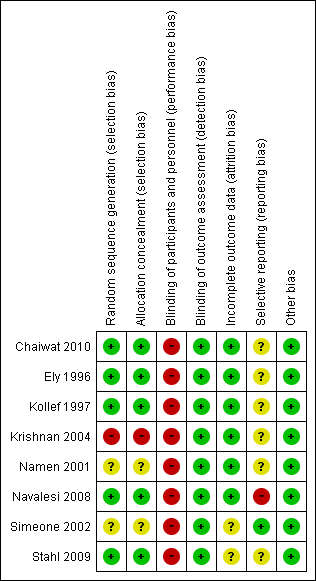 Random sequence generation (selection bias)
Allocation concealment (selection bias)
Blinding of participants and personnel (performance bias)
Blinding of outcome assessment (detection bias)
Incomplete outcome data (attrition bias)
Selective reporting (reporting bias)
Other bias
Chaiwat 2010 + + - + + ? +
Ely 1996 + + - + + ? +
Kollef 1997 + + - + + ? +
Krishnan 2004 - - - + + ? +
Namen 2001 ? ? - + + ? +
Navalesi 2008 + + - + + - +
Simeone 2002 ? ? - + ? + +
Stahl 2009 + + - + ? ? +